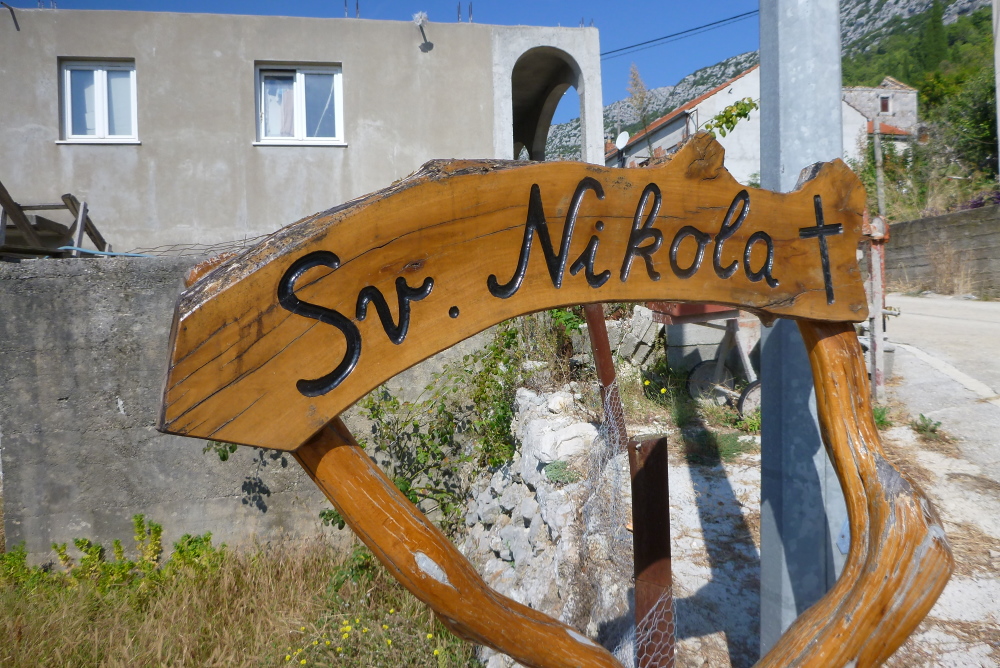 Sv. Nikola †